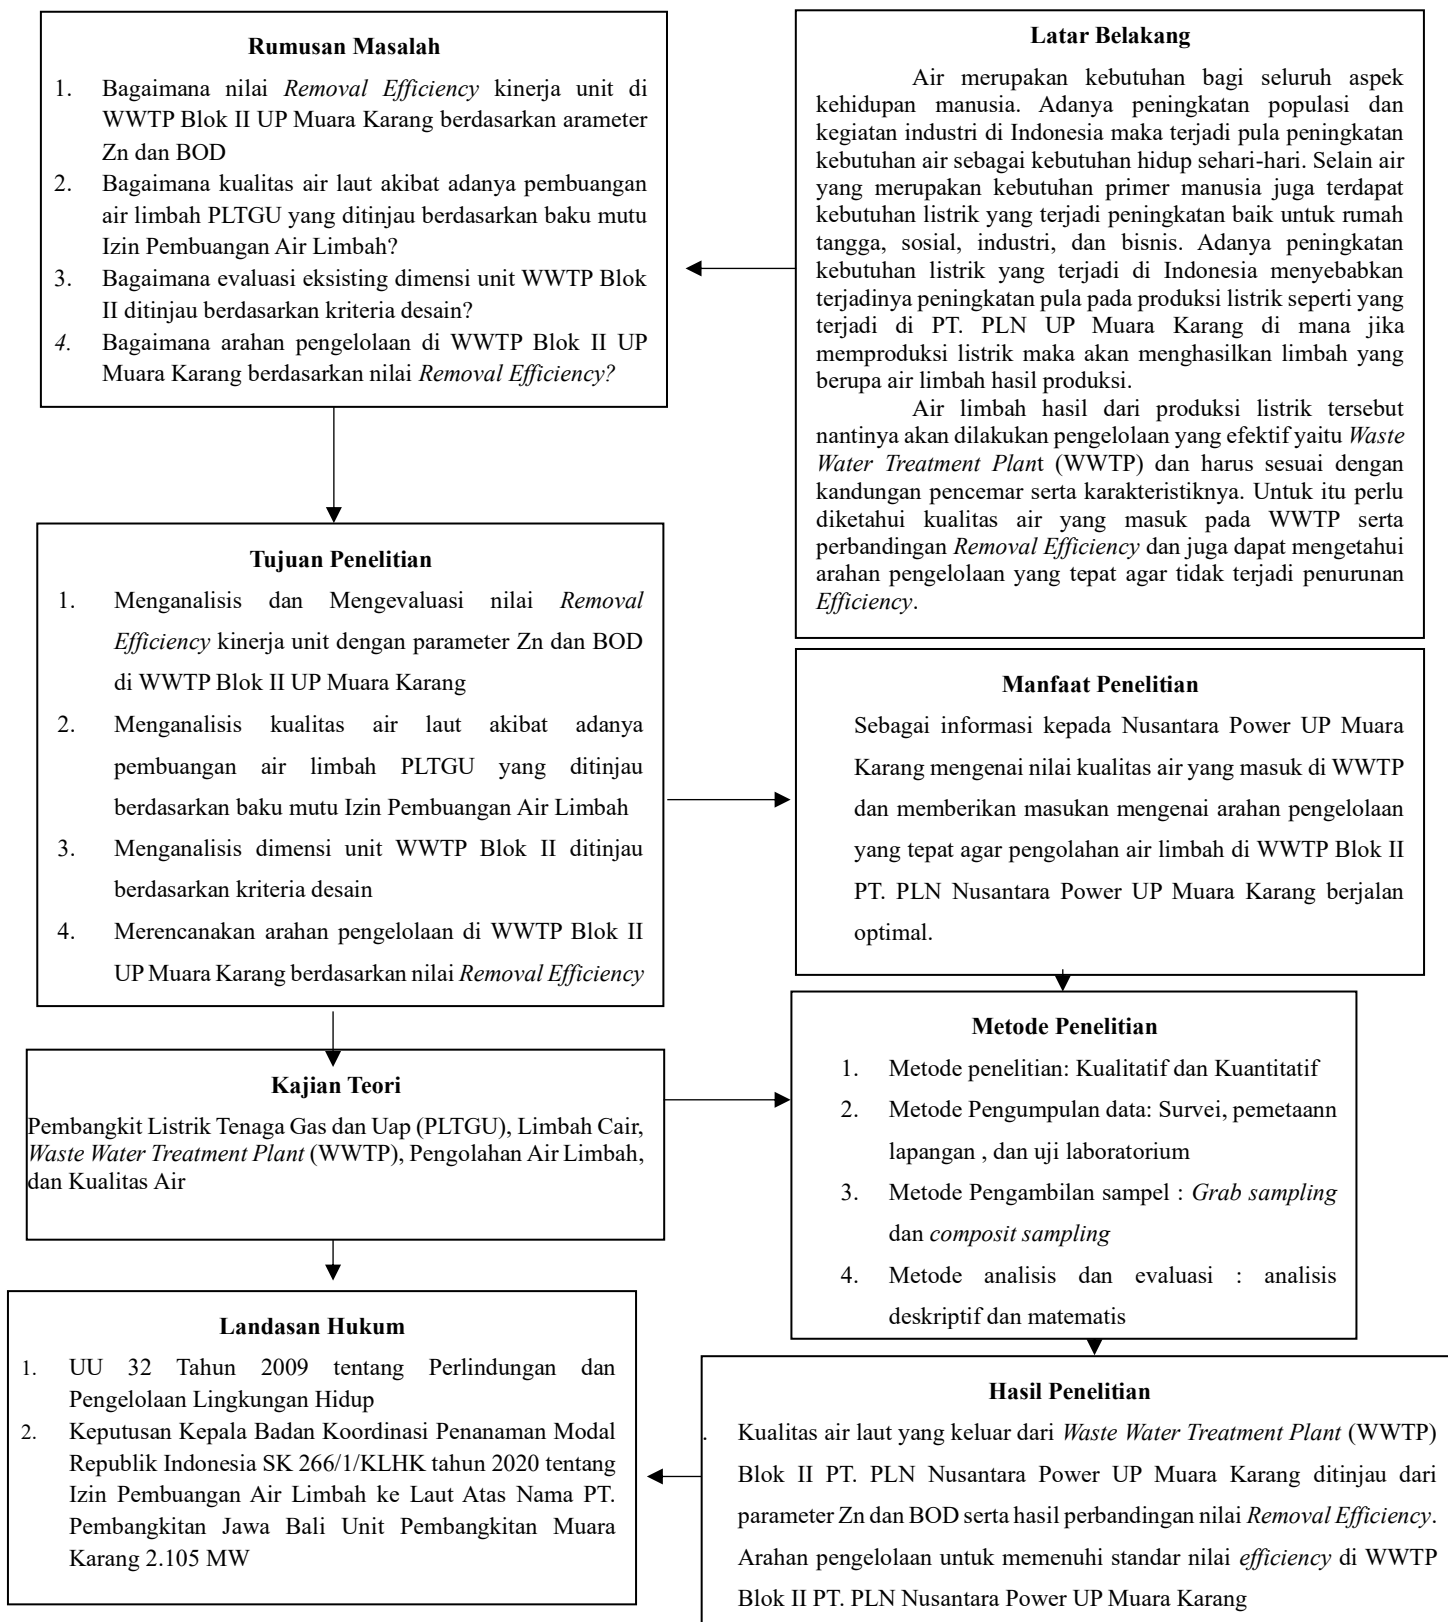 Rumusan Masalah
1. Bagaimana nilai Removal Efficiency kinerja unit di
WWTP Blok II UP Muara Karang berdasarkan arameter
Zn dan BOD
2. Bagaimana kualitas air laut akibat adanya pembuangan
air limbah PLTGU yang ditinjau berdasarkan baku mutu
Izin Pembuangan Air Limbah?
3. Bagaimana evaluasi eksisting dimensi unit WWTP Blok
II ditinjau berdasarkan kriteria desain?
4. Bagaimana arahan pengelolaan di WWTP Blok II UP
Muara Karang berdasarkan nilai Removal Efficiency?
Latar Belakang
Air merupakan kebutuhan bagi seluruh aspek
kehidupan manusia. Adanya peningkatan populasi dan
kegiatan industri di Indonesia maka terjadi pula peningkatan
kebutuhan air sebagai kebutuhan hidup sehari-hari. Selain air
yang merupakan kebutuhan primer manusia juga terdapat
kebutuhan listrik yang terjadi peningkatan baik untuk rumah
tangga, sosial, industri, dan bisnis. Adanya peningkatan
kebutuhan listrik yang terjadi di Indonesia menyebabkan
terjadinya peningkatan pula pada produksi listrik seperti yang
terjadi di PT. PLN UP Muara Karang di mana jika
memproduksi listrik maka akan menghasilkan limbah yang
berupa air limbah hasil produksi.
Air limbah hasil dari produksi listrik tersebut
nantinya akan dilakukan pengelolaan yang efektif yaitu Waste
Water Treatment Plant (WWTP) dan harus sesuai dengan
kandungan pencemar serta karakteristiknya. Untuk itu perlu
diketahui kualitas air yang masuk pada WWTP serta
perbandingan Removal Efficiency dan juga dapat mengetahui
arahan pengelolaan yang tepat agar tidak terjadi penurunan
Efficiency.
Tujuan Penelitian
1. Menganalisis dan Mengevaluasi nilai Removal
Efficiency kinerja unit dengan parameter Zn dan BOD
di WWTP Blok II UP Muara Karang
2. Menganalisis kualitas air laut akibat adanya
pembuangan air limbah PLTGU yang ditinjau
berdasarkan baku mutu Izin Pembuangan Air Limbah
3. Menganalisis dimensi unit WWTP Blok II ditinjau
berdasarkan kriteria desain
4. Merencanakan arahan pengelolaan di WWTP Blok II
UP Muara Karang berdasarkan nilai Removal Efficiency
Manfaat Penelitian
Sebagai informasi kepada Nusantara Power UP Muara
Karang mengenai nilai kualitas air yang masuk di WWTP
dan memberikan masukan mengenai arahan pengelolaan
yang tepat agar pengolahan air limbah di WWTP Blok II
PT. PLN Nusantara Power UP Muara Karang berjalan
optimal.
Kajian Teori
Pembangkit Listrik Tenaga Gas dan Uap (PLTGU), Limbah Cair,
Waste Water Treatment Plant (WWTP), Pengolahan Air Limbah,
dan Kualitas Air
Metode Penelitian
1. Metode penelitian: Kualitatif dan Kuantitatif
2. Metode Pengumpulan data: Survei, pemetaann
lapangan , dan uji laboratorium
3. Metode Pengambilan sampel : Grab sampling
dan composit sampling
4. Metode analisis dan evaluasi : analisis
deskriptif dan matematis
Landasan Hukum
1. UU 32 Tahun 2009 tentang Perlindungan dan
Pengelolaan Lingkungan Hidup
2. Keputusan Kepala Badan Koordinasi Penanaman Modal
Republik Indonesia SK 266/1/KLHK tahun 2020 tentang
Izin Pembuangan Air Limbah ke Laut Atas Nama PT.
Pembangkitan Jawa Bali Unit Pembangkitan Muara
Karang 2.105 MW
Hasil Penelitian
. Kualitas air laut yang keluar dari Waste Water Treatment Plant (WWTP)
Blok II PT. PLN Nusantara Power UP Muara Karang ditinjau dari
parameter Zn dan BOD serta hasil perbandingan nilai Removal Efficiency.
Arahan pengelolaan untuk memenuhi standar nilai efficiency di WWTP
Blok II PT. PLN Nusantara Power UP Muara Karang